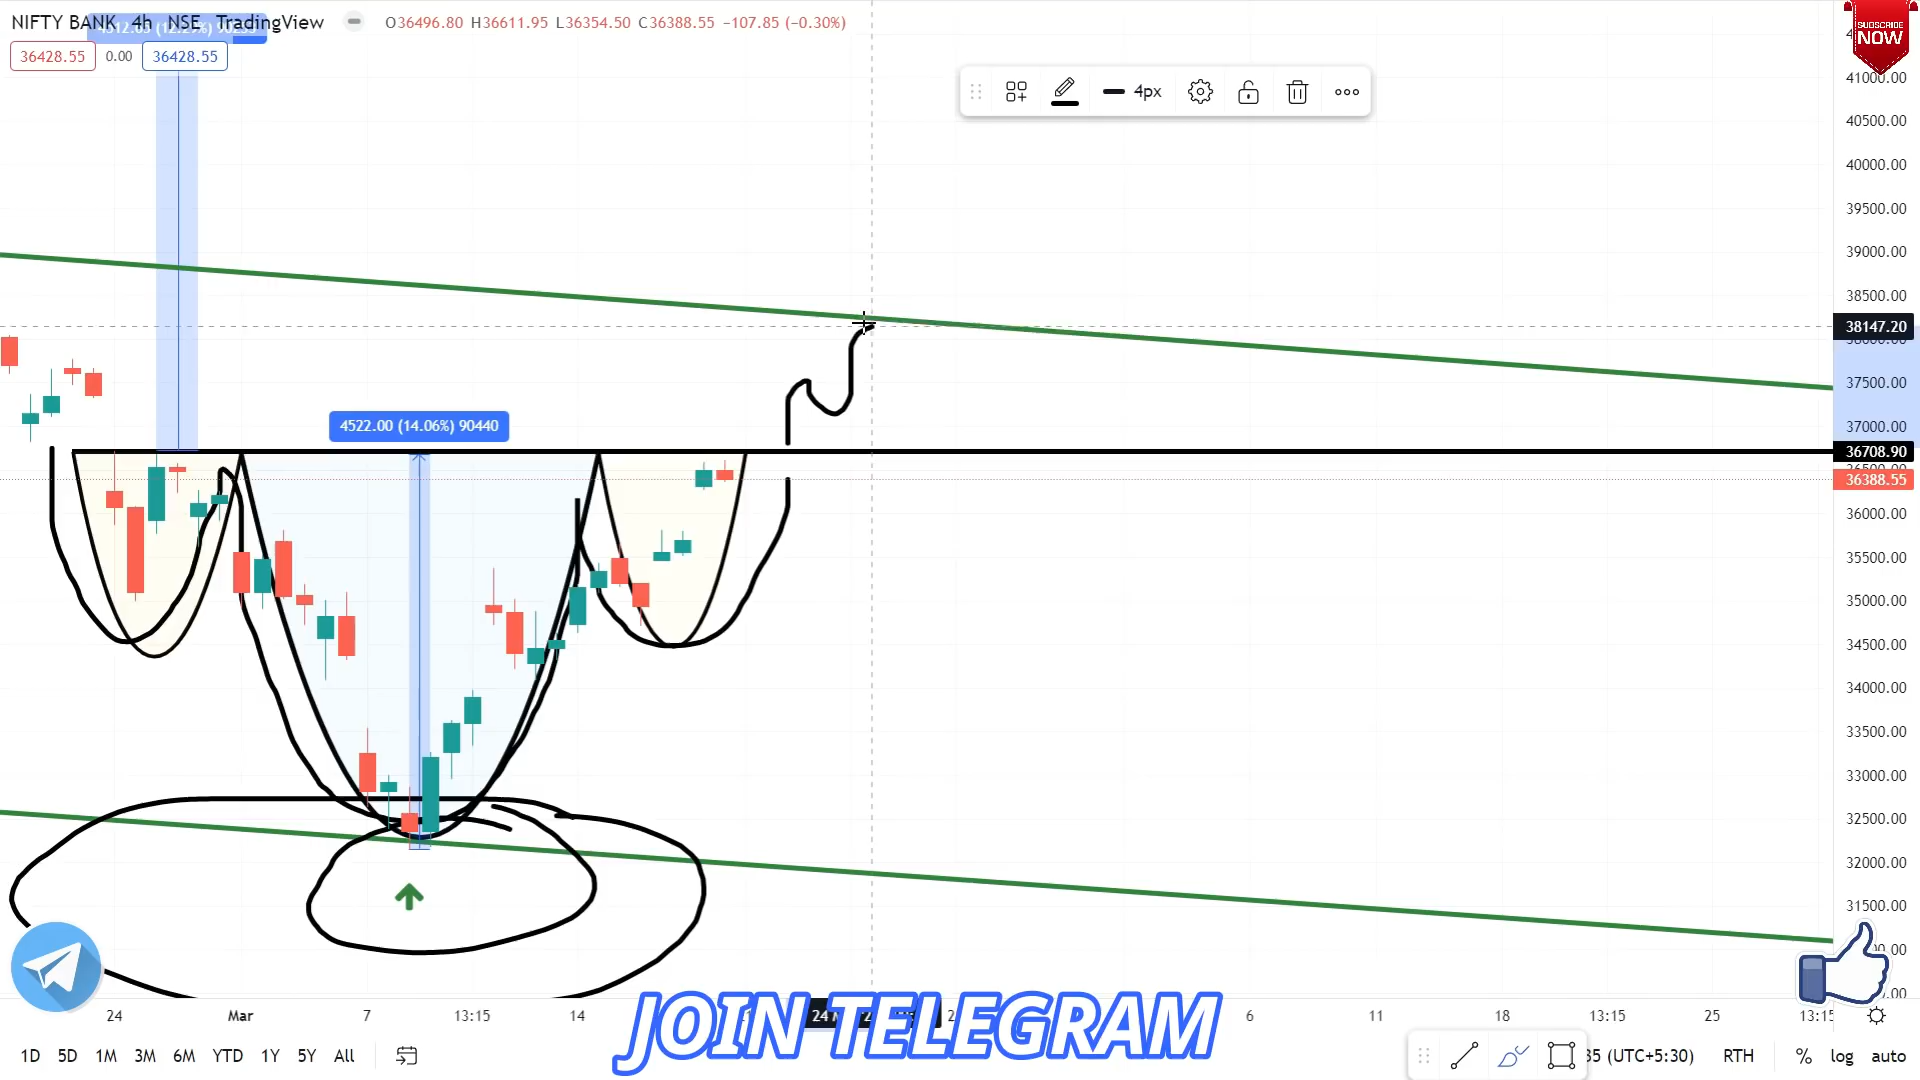 NIFTY BANK 4h NSE TradingView O36496.80 H36611.95 L36354.50 C36388.55 −107.85 (−0.30%)
36428.55 0.00 36428.55
SUBSCRIBE
NOW
4px
41000.00
40500.00
40000.00
39500.00
39000.00
38500.00
38147.20
38000.00
37500.00
37000.00
4522.00 (14.06%) 90440
36708.90
36388.55
36000.00
35500.00
35000.00
34500.00
34000.00
33500.00
33000.00
32500.00
32000.00
31500.00
24 Mar 7 13:15 14 6 11 18 13:15 25
JOIN TELEGRAM
1D 5D 1M 3M 6M YTD 1Y 5Y All (UTC+5:30) RTH % log auto